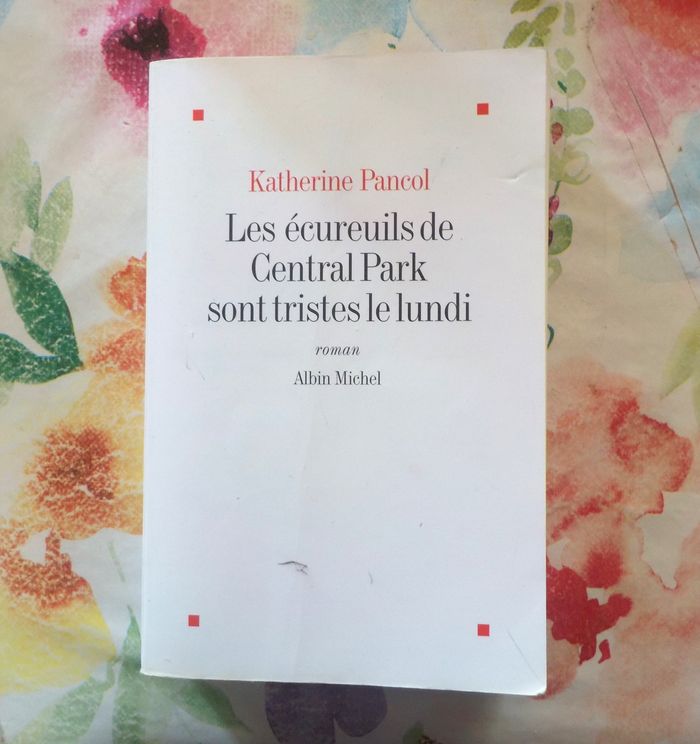 Katherine Pancol
Les écureuils de
Central Park
sont tristes le lundi
roman
Albin Michel